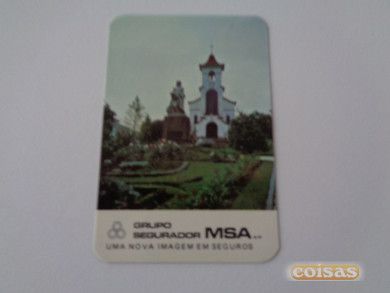 GRUPO
SEGURADOR MSA
UMA NOVA IMAGEM EM SEGUROS
coisas